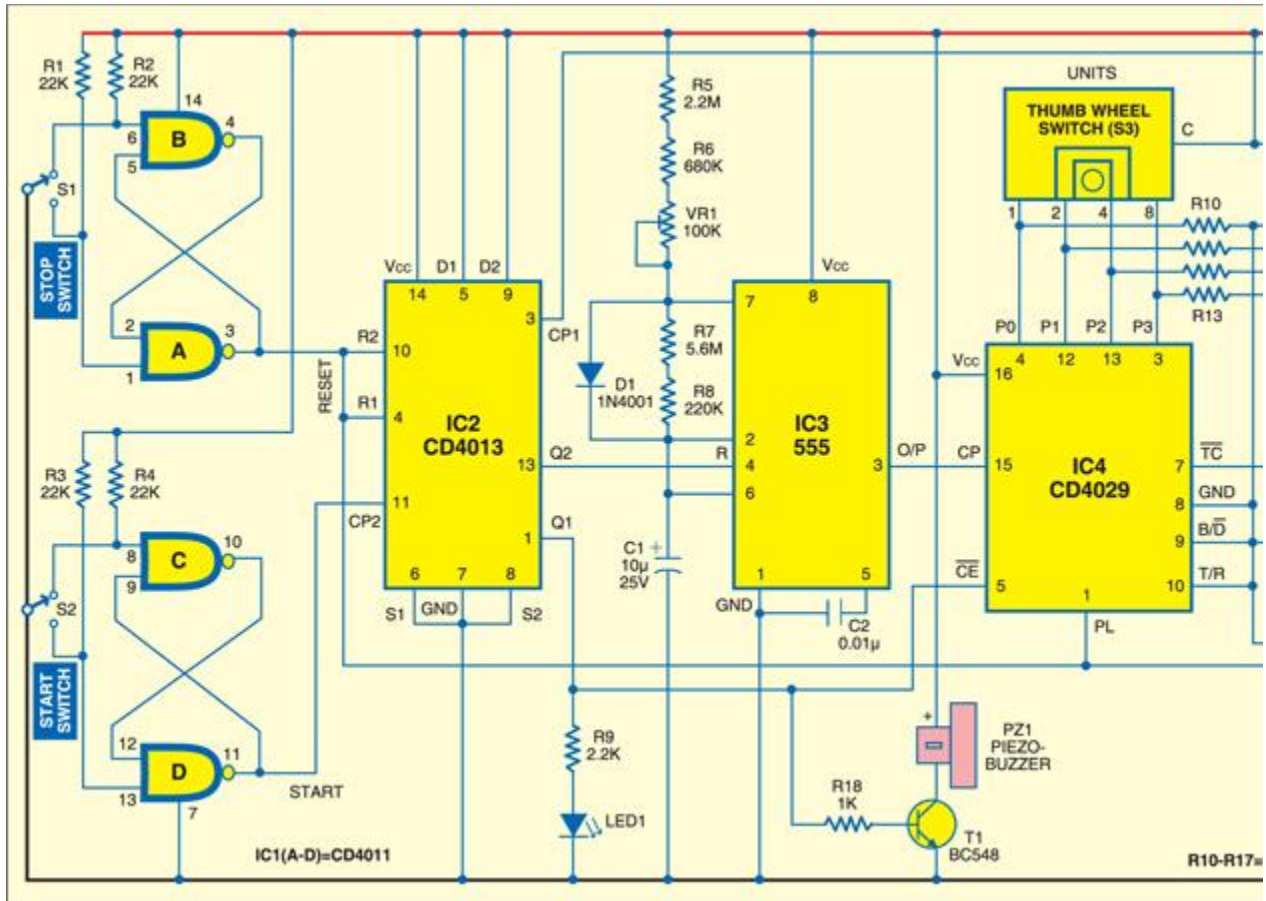 R1
22K
R2
22K
14
B
4
6
5
S1
STOP
SWITCH
2
A
3
1
R3
22K
R4
22K
C
10
8
9
S2
START
SWITCH
12
D
11
13
7
START
IC1(A-D)=CD4011
RESET
Vcc
D1
D2
14
5
9
3
CP1
R2
10
R1
4
IC2
CD4013
13
Q2
11
CP2
1
Q1
6
7
8
S1
GND
S2
R9
2.2K
LED1
R5
2.2M
R6
680K
VR1
100K
R7
5.6M
D1
1N4001
R8
220K
C1
+
10µ
25V
Vcc
8
7
2
R
4
6
IC3
555
3
O/P
1
5
GND
C2
0.01µ
UNITS
THUMB WHEEL
SWITCH (S3)
C
1
2
4
8
R10
R13
P0
P1
P2
P3
4
12
13
3
Vcc
16
CP
15
IC4
CD4029
7
TC
8
GND
9
B/D
10
T/R
CE
5
1
PL
+
PZ1
PIEZO-
BUZZER
R18
1K
T1
BC548
R10-R17=